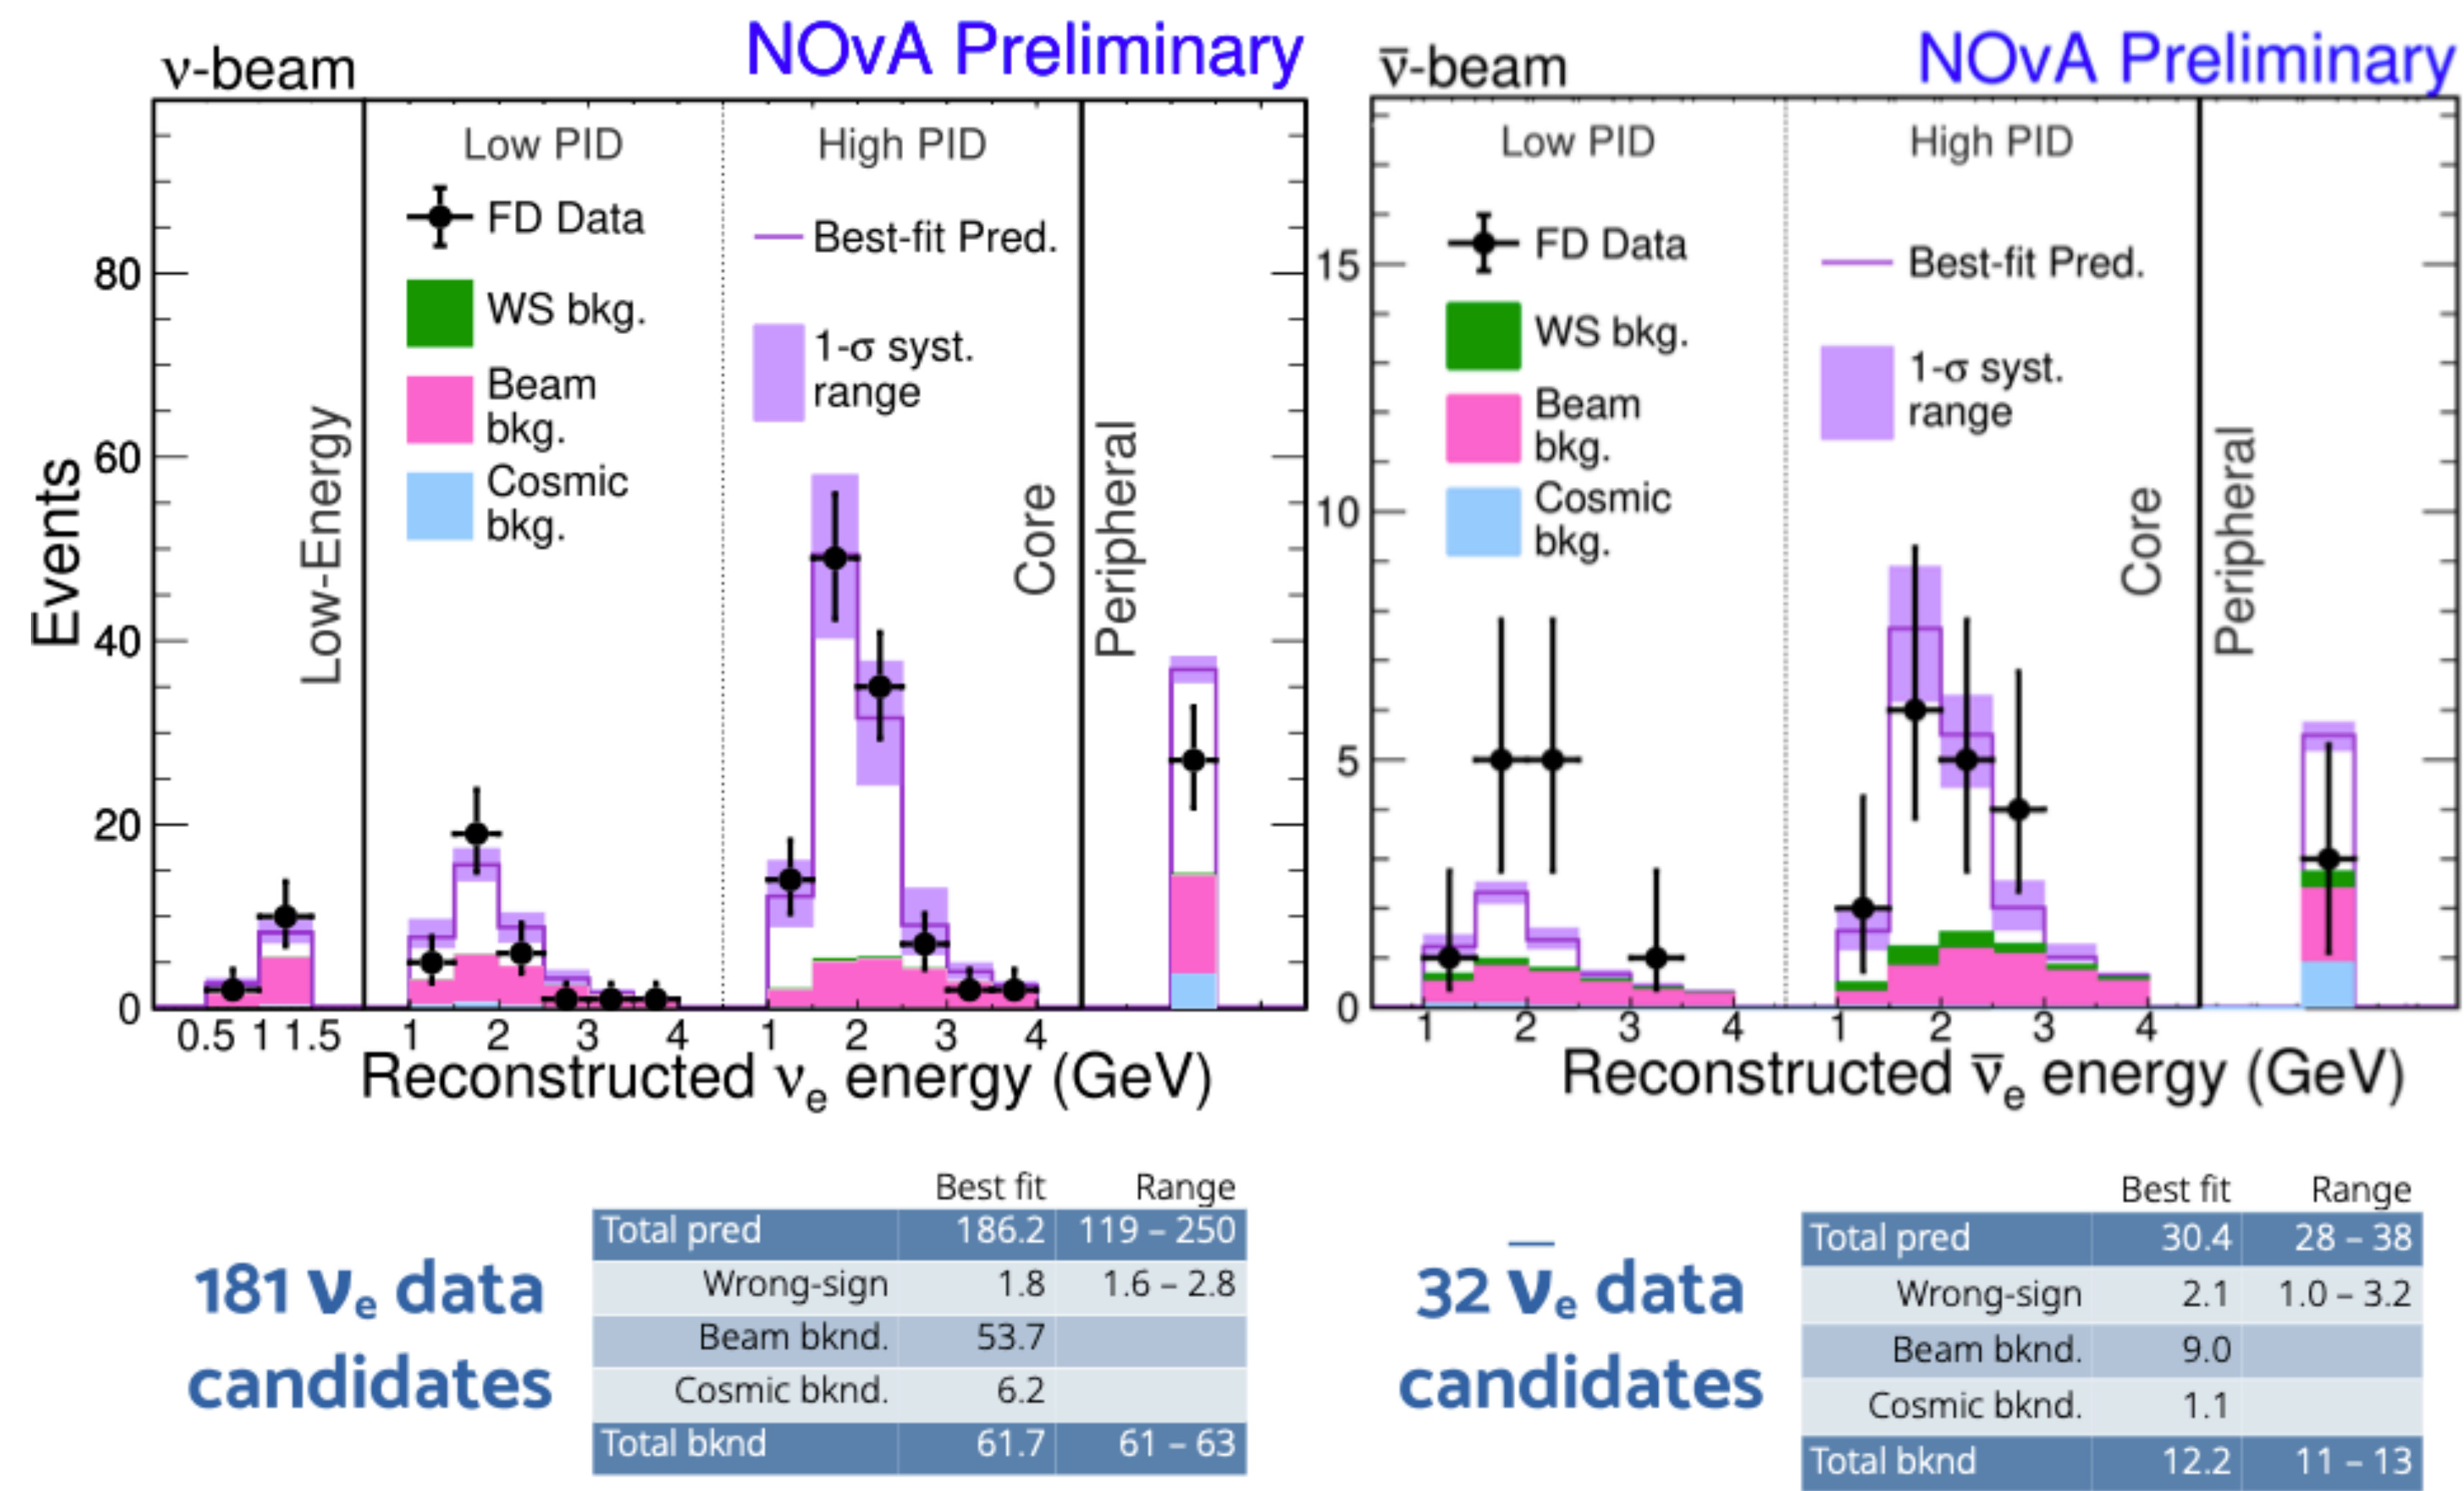 ν-beam
NOνA Preliminary
Low PID
High PID
FD Data
WS bkg.
Beam
bkg.
Cosmic
bkg.
Best-fit Pred.
1-σ syst.
range
Low-Energy
Core
Peripheral
Events
80
60
40
20
0
0.5 1 1.5
1 2 3 4
1 2 3 4
Reconstructed νe energy (GeV)
ν̅-beam
NOνA Preliminary
Low PID
High PID
FD Data
WS bkg.
Beam
bkg.
Cosmic
bkg.
Best-fit Pred.
1-σ syst.
range
Core
Peripheral
15
10
5
0
1 2 3 4
1 2 3 4
Reconstructed ν̅e energy (GeV)
181 νe data
candidates
Best fit Range
Total pred 186.2 119 – 250
Wrong-sign 1.8 1.6 – 2.8
Beam bknd. 53.7
Cosmic bknd. 6.2
Total bknd 61.7 61 – 63
32 ν̅e data
candidates
Best fit Range
Total pred 30.4 28 – 38
Wrong-sign 2.1 1.0 – 3.2
Beam bknd. 9.0
Cosmic bknd. 1.1
Total bknd 12.2 11 – 13